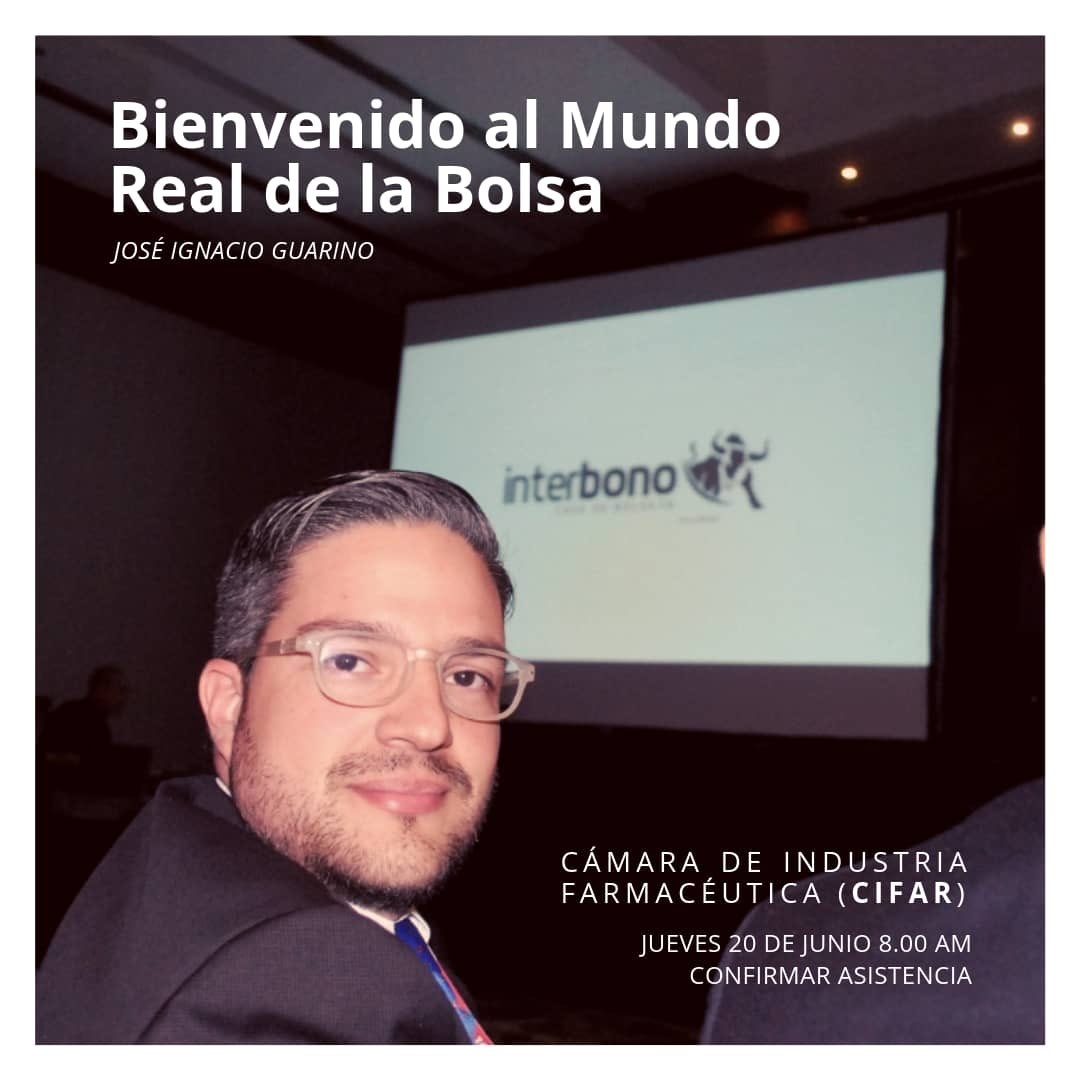 Bienvenido al Mundo
Real de la Bolsa
JOSÉ IGNACIO GUARINO
interbono
CÁMARA DE INDUSTRIA
FARMACÉUTICA (CIFAR)
JUEVES 20 DE JUNIO 8.00 AM
CONFIRMAR ASISTENCIA